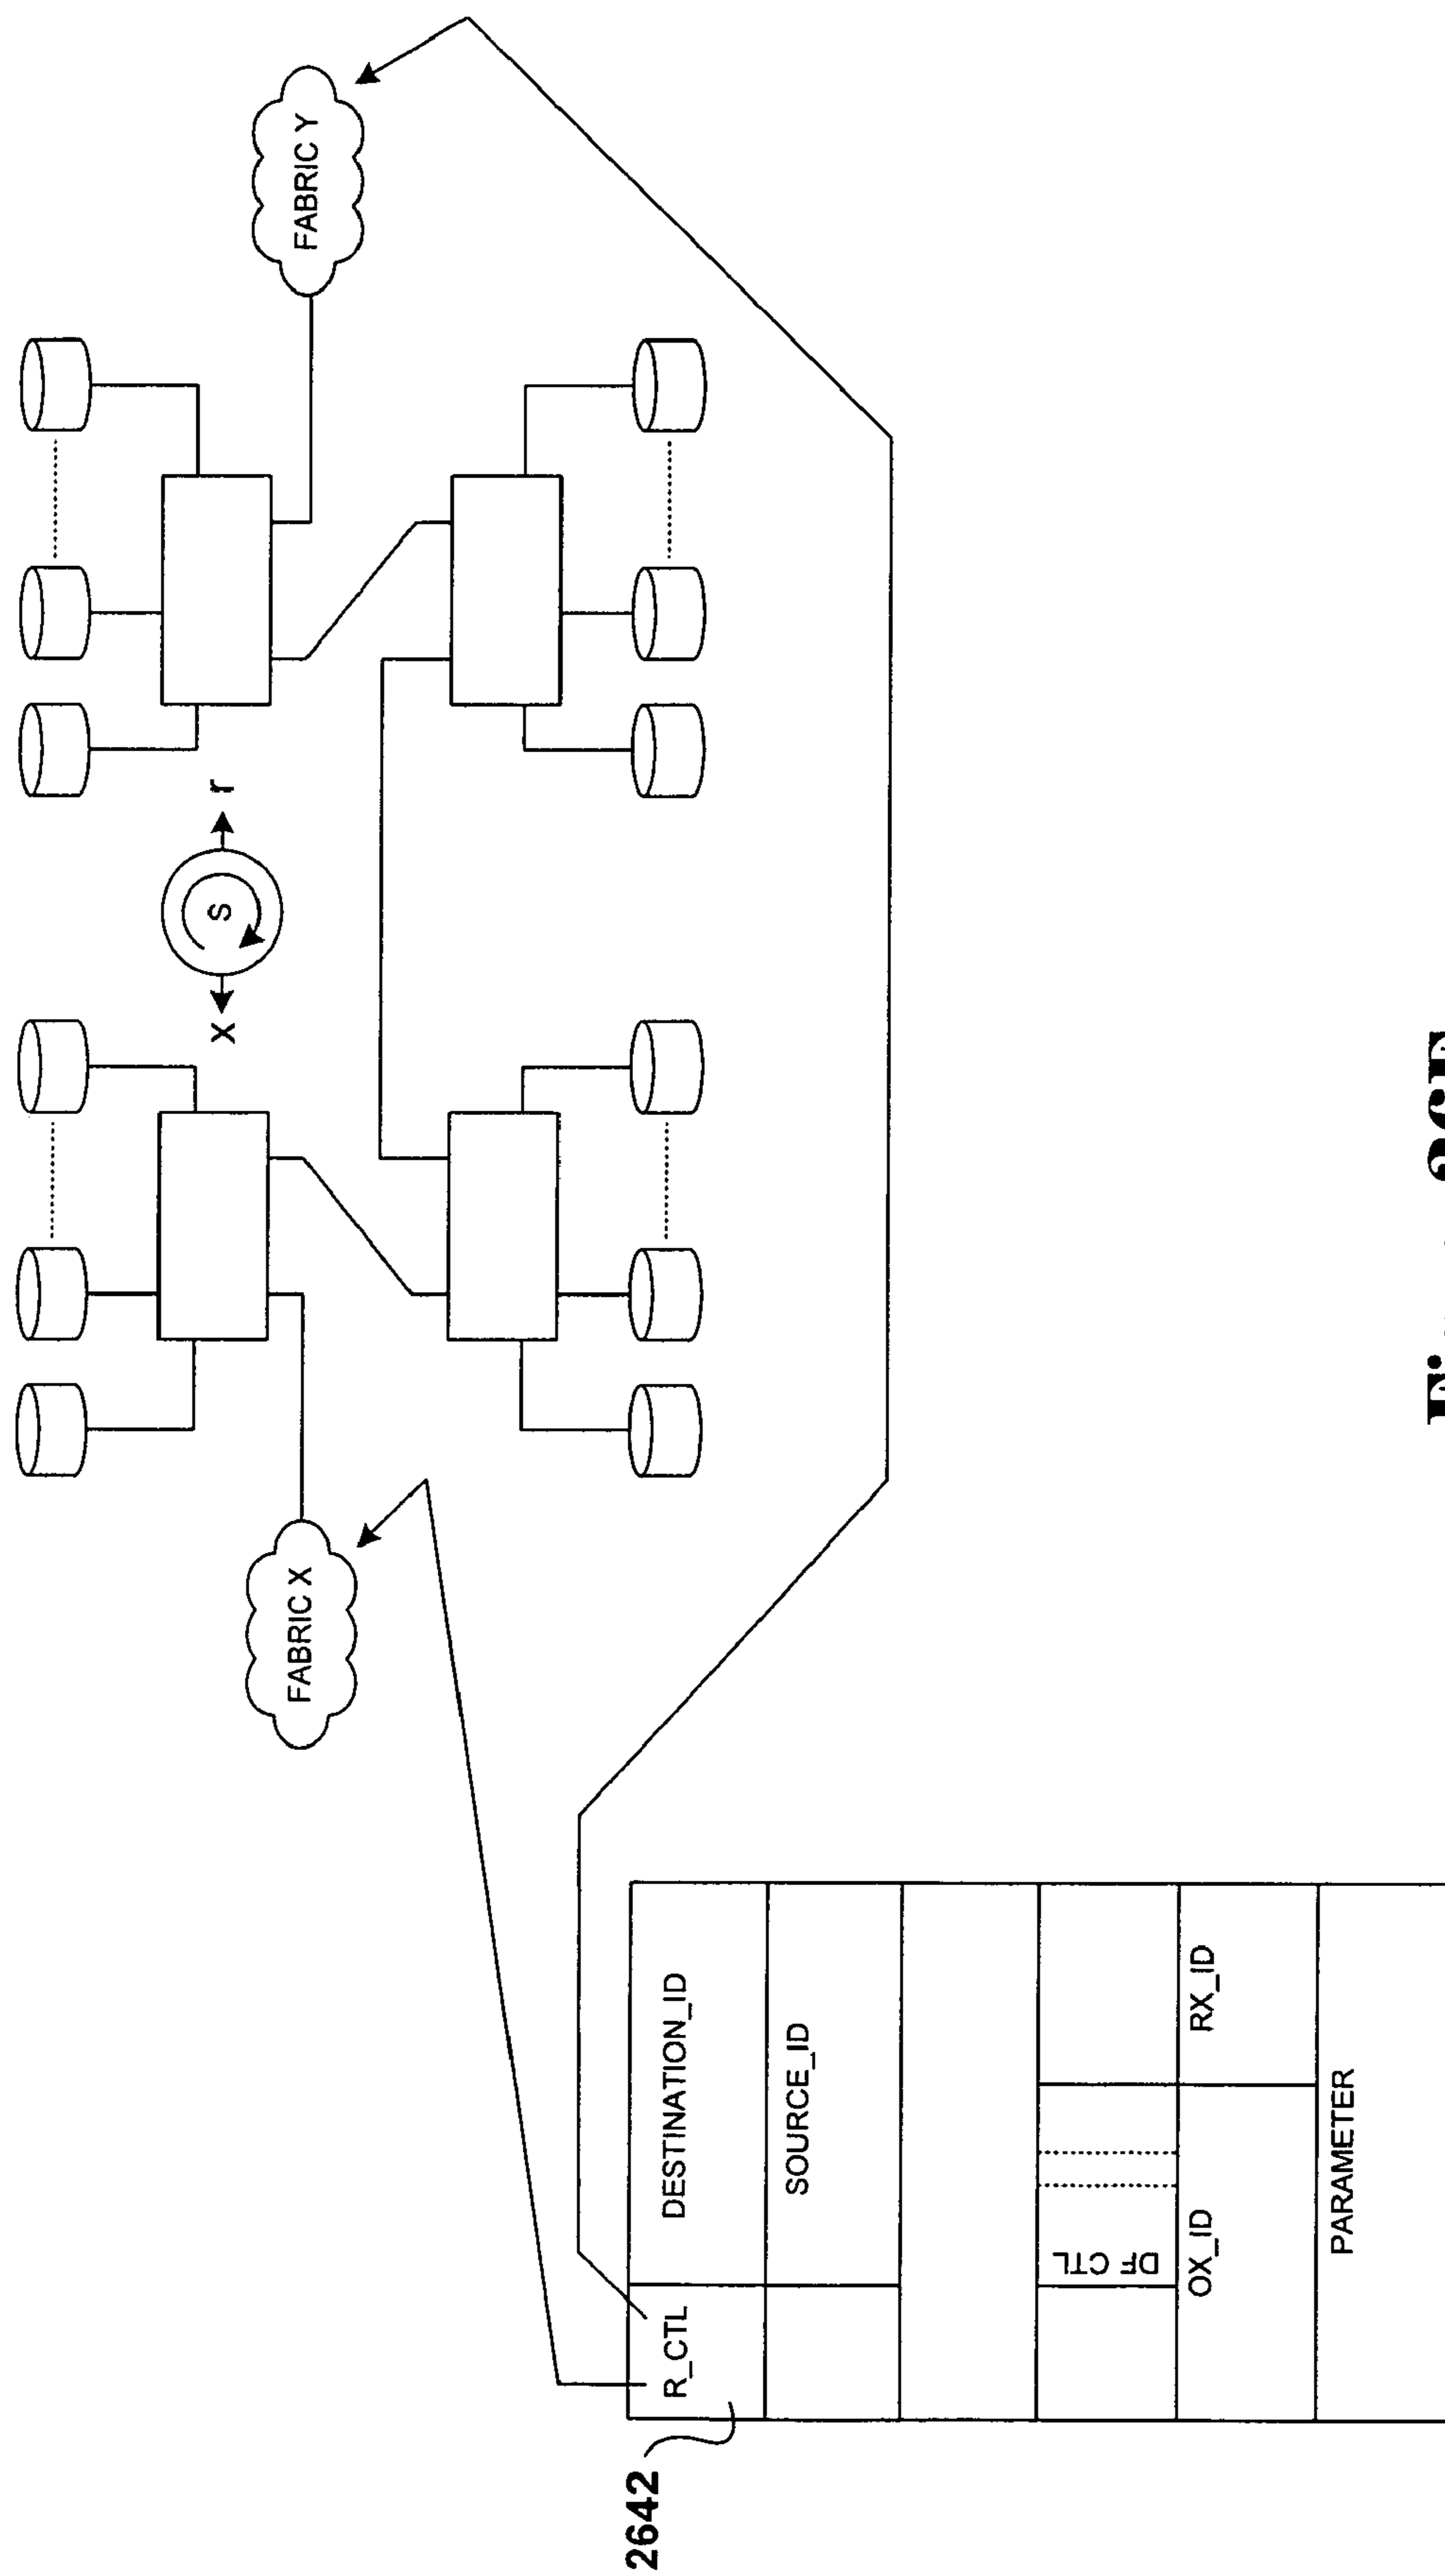 X S r
FABRIC X
FABRIC Y
2642
R_CTL DESTINATION_ID
SOURCE_ID
DF CTL
OX_ID RX_ID
PARAMETER